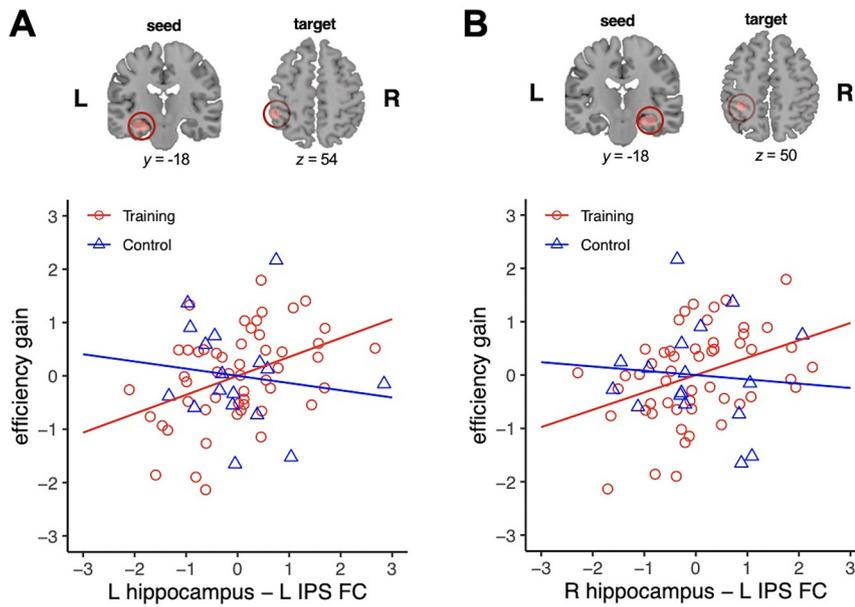 A
seed target
L R
y = -18 z = 54
Training
Control
3
2
1
0
−1
−2
−3
efficiency gain
−3 −2 −1 0 1 2 3
L hippocampus – L IPS FC
B
seed target
L R
y = -18 z = 50
Training
Control
3
2
1
0
−1
−2
−3
efficiency gain
−3 −2 −1 0 1 2 3
R hippocampus – L IPS FC